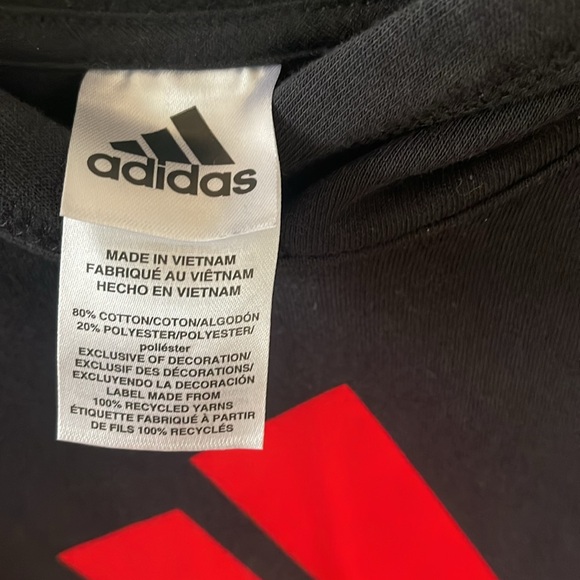 adidas
MADE IN VIETNAM
FABRIQUÉ AU VIÊTNAM
HECHO EN VIETNAM
80% COTTON/COTON/ALGODÓN
20% POLYESTER/POLYESTER/
poliéster
EXCLUSIVE OF DECORATION/
EXCLUSIF DES DÉCORATIONS/
EXCLUYENDO LA DECORACIÓN
LABEL MADE FROM
100% RECYCLED YARNS
ÉTIQUETTE FABRIQUÉ À PARTIR
DE FILS 100% RECYCLÉS